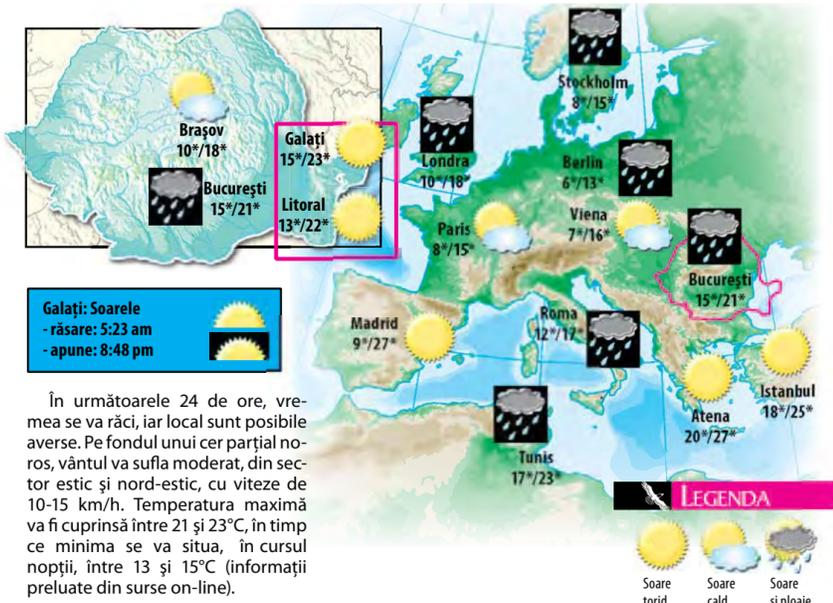 Brașov
10*/18*
București
15*/21*
Galați
15*/23*
Litoral
13*/22*
Stockholm
8*/15*
Londra
10*/18*
Berlin
6*/13*
Paris
8*/15*
Viena
7*/16*
București
15*/21*
Madrid
9*/27*
Roma
12*/17*
Istanbul
18*/25*
Atena
20*/27*
Tunis
17*/23*
Galați: Soarele
- răsare: 5:23 am
- apune: 8:48 pm
În următoarele 24 de ore, vre-
mea se va răci, iar local sunt posibile
averse. Pe fondul unui cer parțial no-
ros, vântul va sufla moderat, din sec-
tor estic și nord-estic, cu viteze de
10-15 km/h. Temperatura maximă
va fi cuprinsă între 21 și 23°C, în timp
ce minima se va situa, în cursul
nopții, între 13 și 15°C (informații
preluate din surse on-line).
LEGENDA
Soare
torid
Soare
cald
Soare
și ploaie